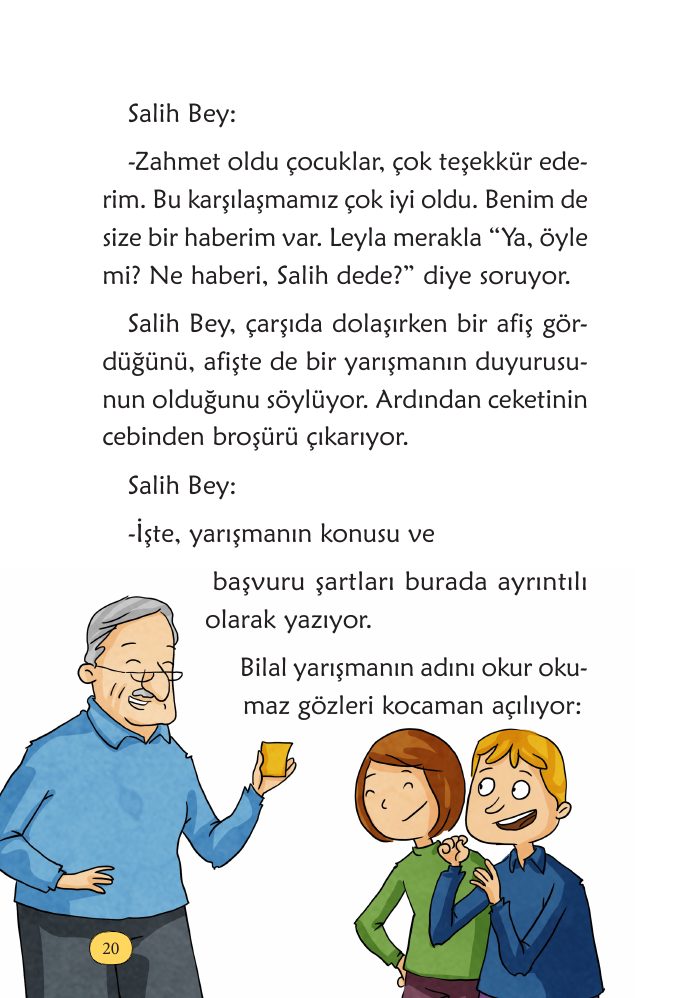 Salih Bey:
-Zahmet oldu çocuklar, çok teşekkür ede-
rim. Bu karşılaşmamız çok iyi oldu. Benim de
size bir haberim var. Leyla merakla “Ya, öyle
mi? Ne haberi, Salih dede?” diye soruyor.
Salih Bey, çarşıda dolaşırken bir afiş gör-
düğünü, afişte de bir yarışmanın duyurusu-
nun olduğunu söylüyor. Ardından ceketinin
cebinden broşürü çıkarıyor.
Salih Bey:
-İşte, yarışmanın konusu ve
başvuru şartları burada ayrıntılı
olarak yazıyor.
Bilal yarışmanın adını okur oku-
maz gözleri kocaman açılıyor:
20